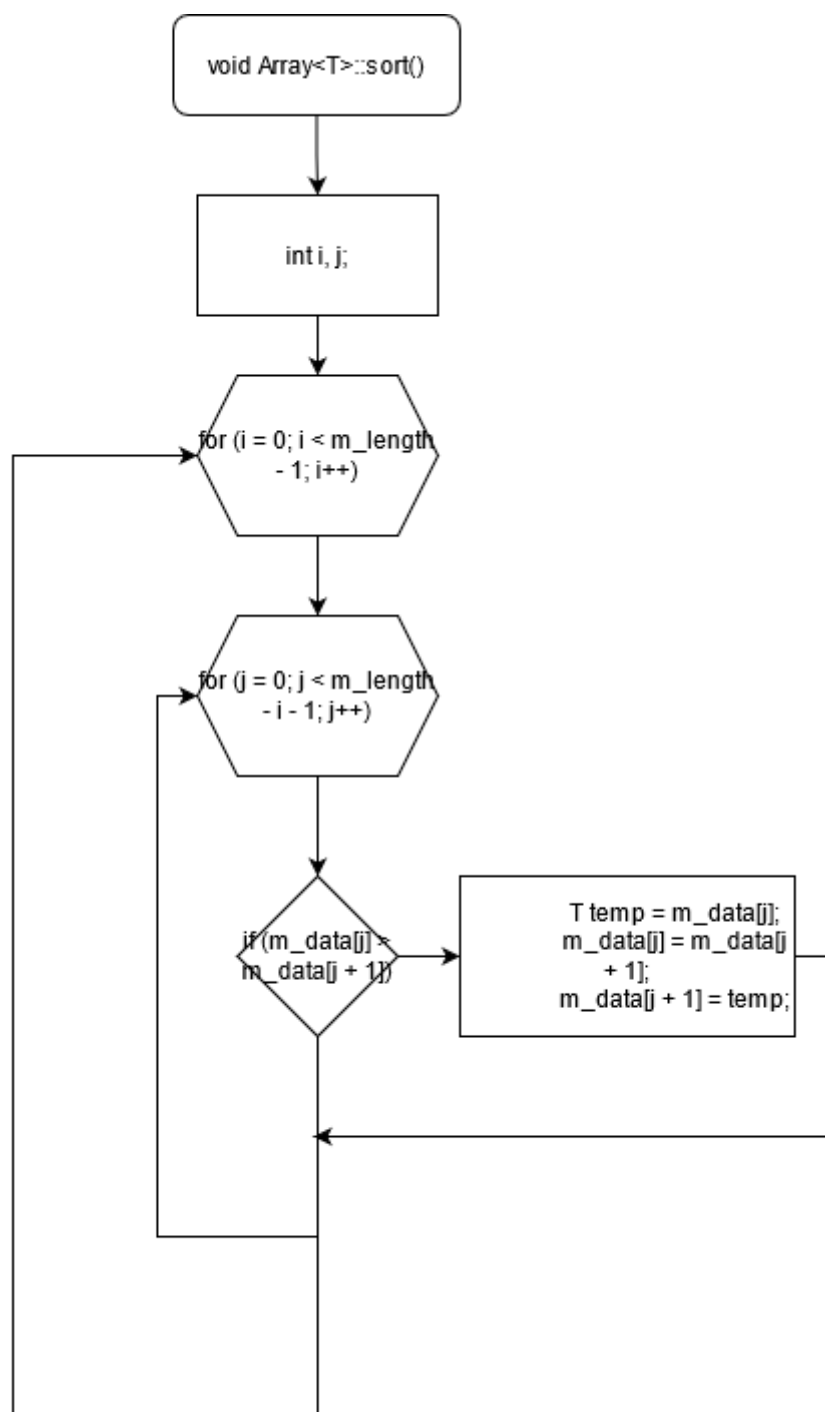 void Array<T>::sort()
int i, j;
for (i = 0; i < m_length
- 1; i++)
for (j = 0; j < m_length
- i - 1; j++)
if (m_data[j] >
m_data[j + 1])
T temp = m_data[j];
m_data[j] = m_data[j
+ 1];
m_data[j + 1] = temp;